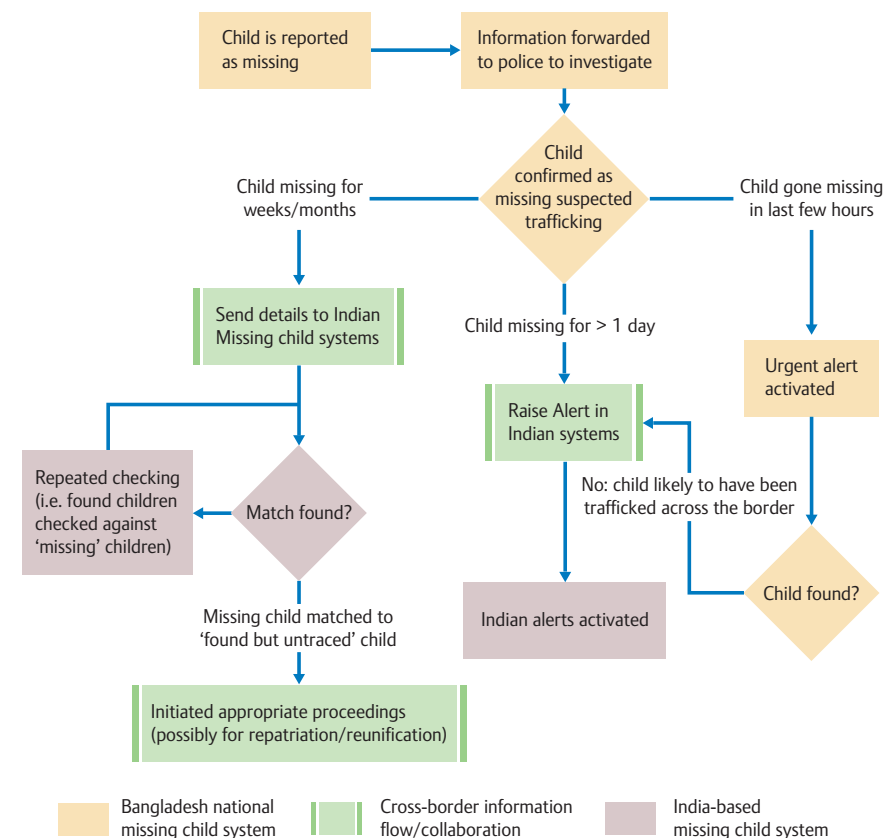 Child is reported
as missing
Information forwarded
to police to investigate
Child
confirmed as
missing suspected
trafficking
Child missing for
weeks/months
Child gone missing
in last few hours
Send details to Indian
Missing child systems
Child missing for > 1 day
Urgent alert
activated
Raise Alert in
Indian systems
Repeated checking
(i.e. found children
checked against
‘missing’ children)
Match found?
No: child likely to have been
trafficked across the border
Child found?
Indian alerts activated
Missing child matched to
‘found but untraced’ child
Initiated appropriate proceedings
(possibly for repatriation/reunification)
Bangladesh national
missing child system
Cross-border information
flow/collaboration
India-based
missing child system